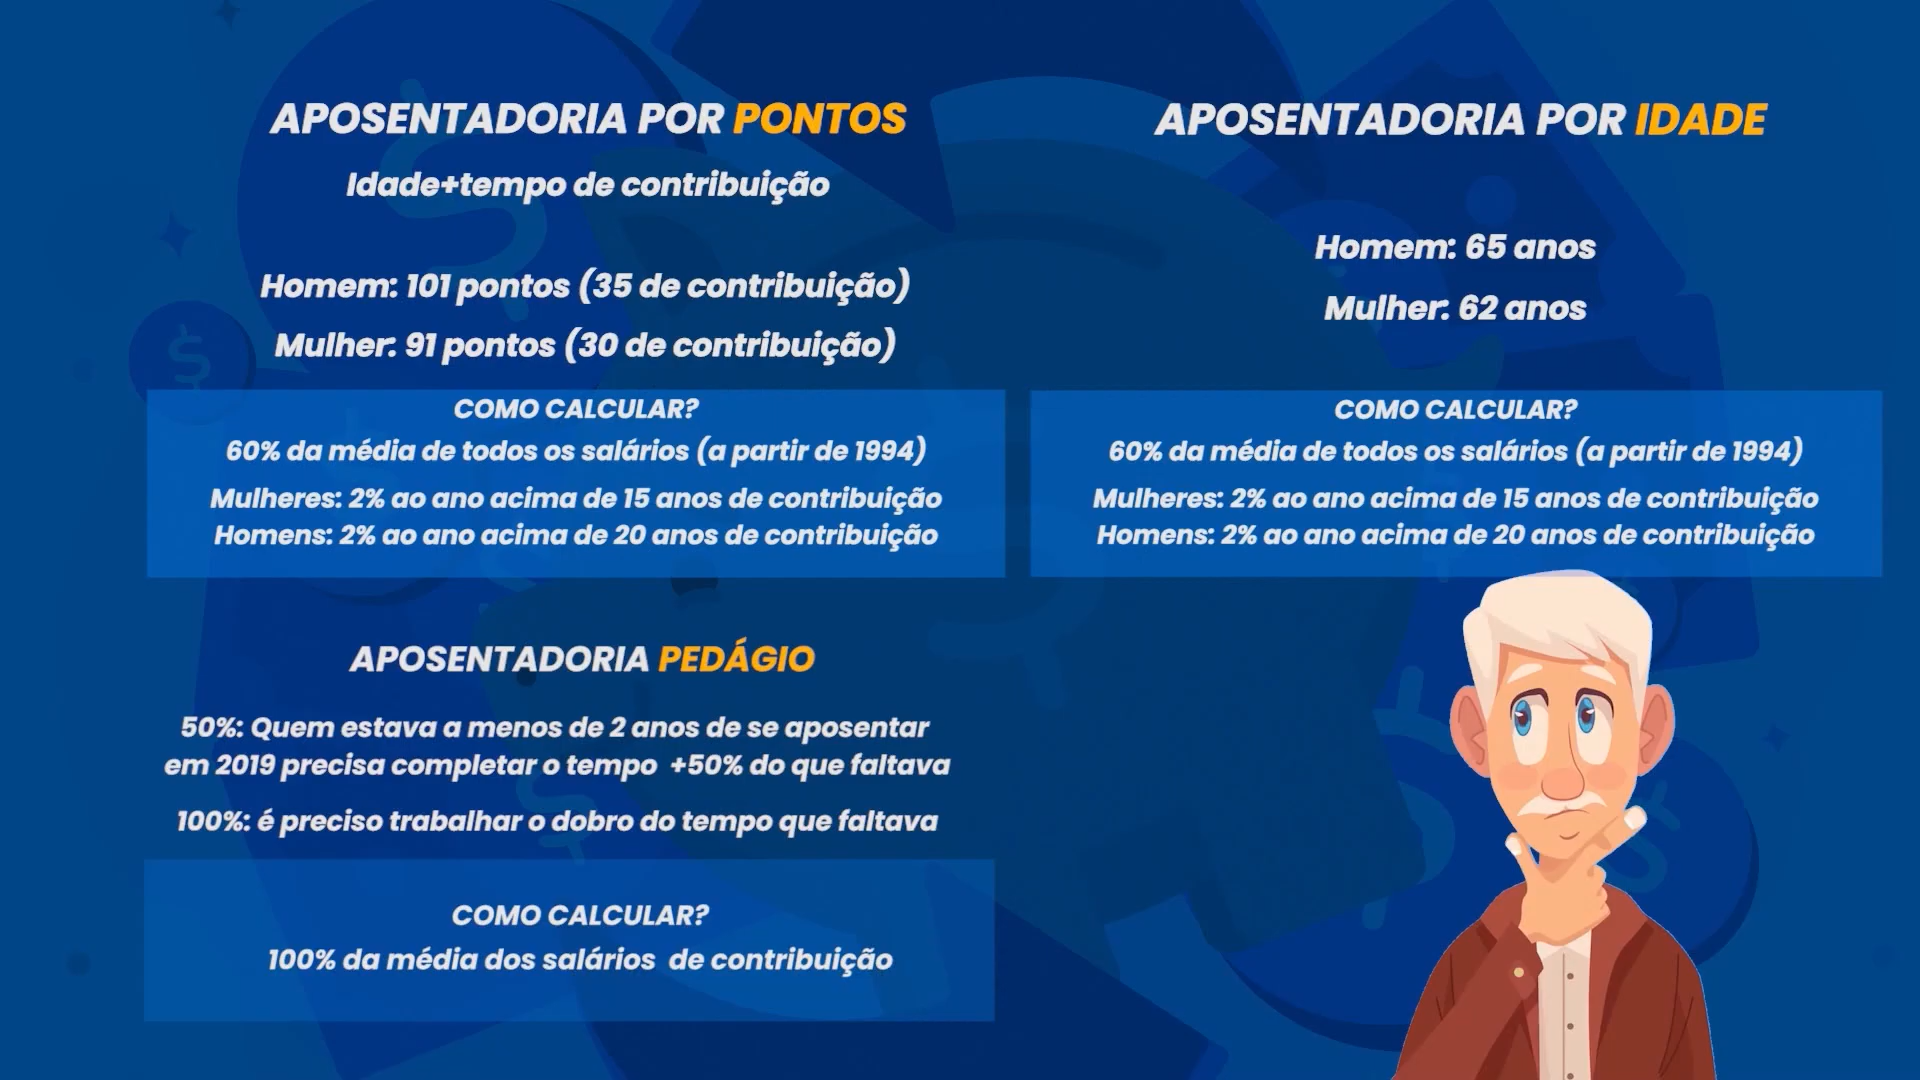 APOSENTADORIA POR PONTOS
Idade+tempo de contribuição
Homem: 101 pontos (35 de contribuição)
Mulher: 91 pontos (30 de contribuição)
COMO CALCULAR?
60% da média de todos os salários (a partir de 1994)
Mulheres: 2% ao ano acima de 15 anos de contribuição
Homens: 2% ao ano acima de 20 anos de contribuição
APOSENTADORIA POR IDADE
Homem: 65 anos
Mulher: 62 anos
COMO CALCULAR?
60% da média de todos os salários (a partir de 1994)
Mulheres: 2% ao ano acima de 15 anos de contribuição
Homens: 2% ao ano acima de 20 anos de contribuição
APOSENTADORIA PEDÁGIO
50%: Quem estava a menos de 2 anos de se aposentar
em 2019 precisa completar o tempo +50% do que faltava
100%: é preciso trabalhar o dobro do tempo que faltava
COMO CALCULAR?
100% da média dos salários de contribuição